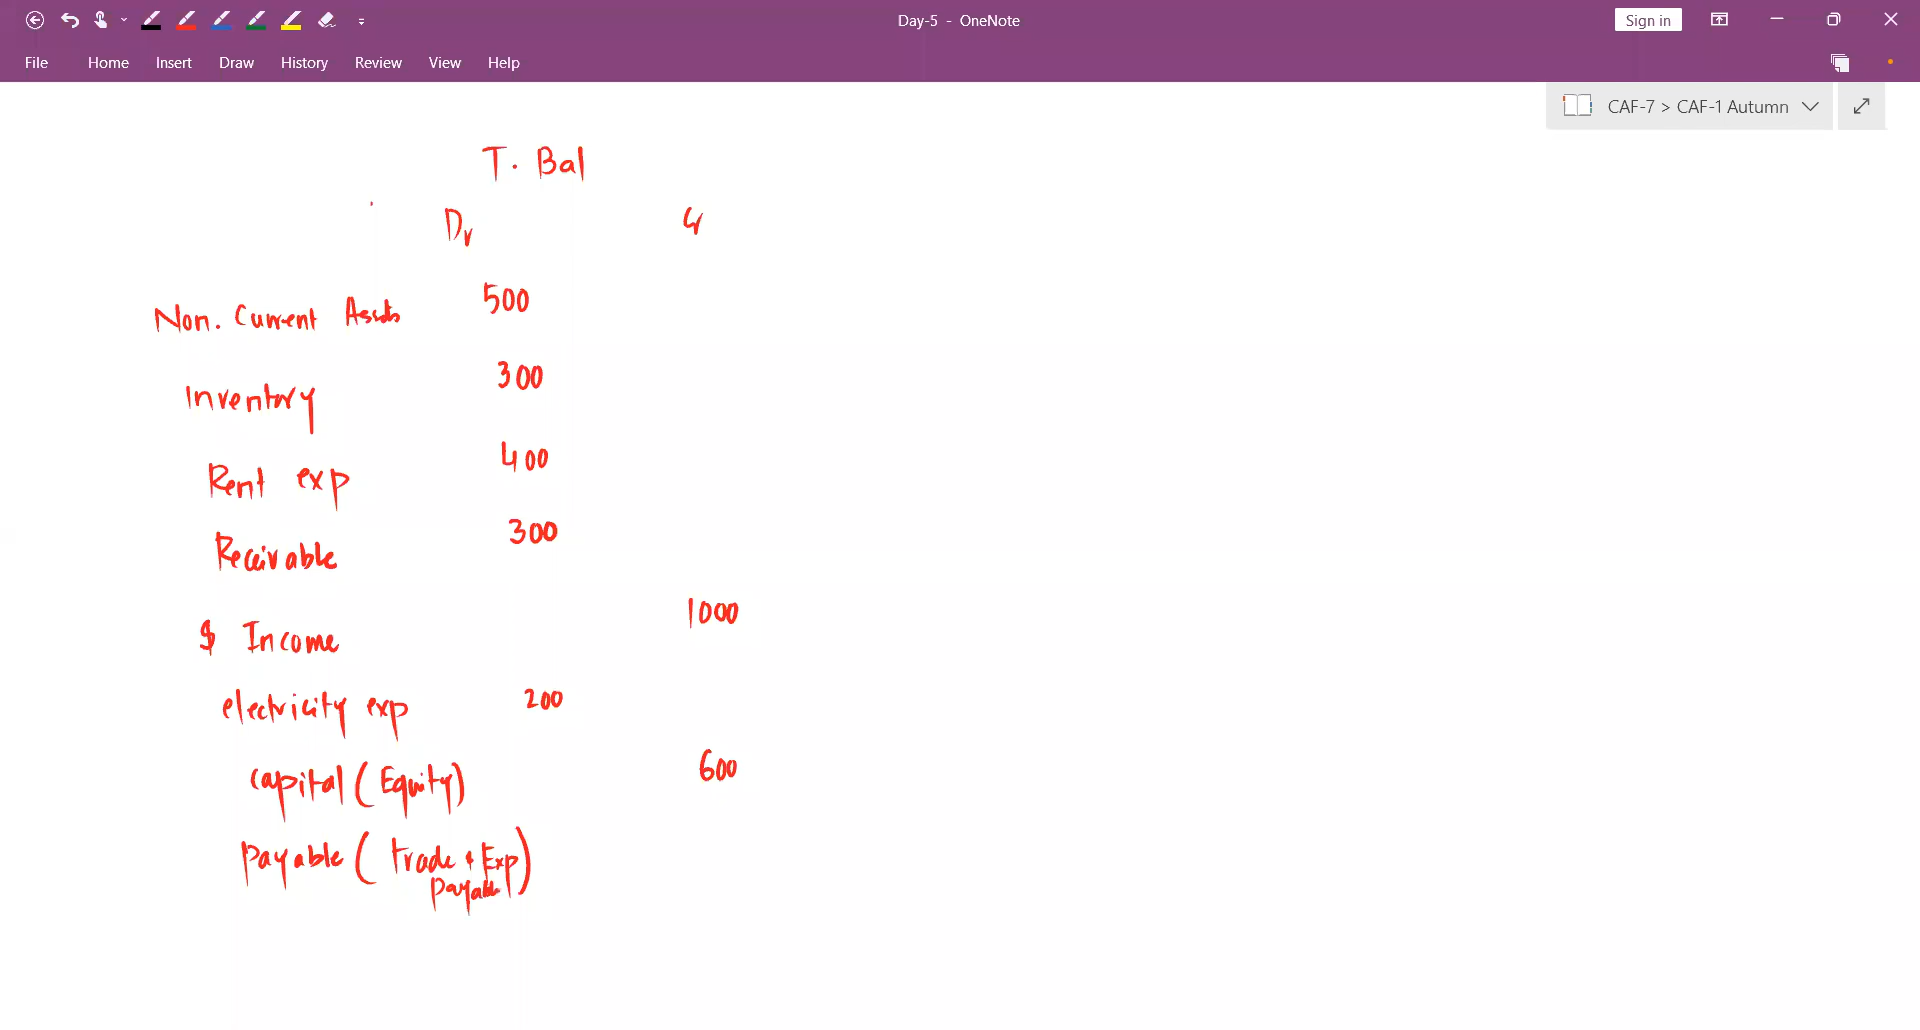 Day-5 - OneNote
Sign in
File Home Insert Draw History Review View Help
CAF-7 > CAF-1 Autumn
T. Bal
Dr Cr
Non. Current Assets 500
Inventory 300
Rent exp 400
Receivable 300
$ Income 1000
electricity exp 200
Capital (Equity) 600
Payable (trade & Exp
Payable)